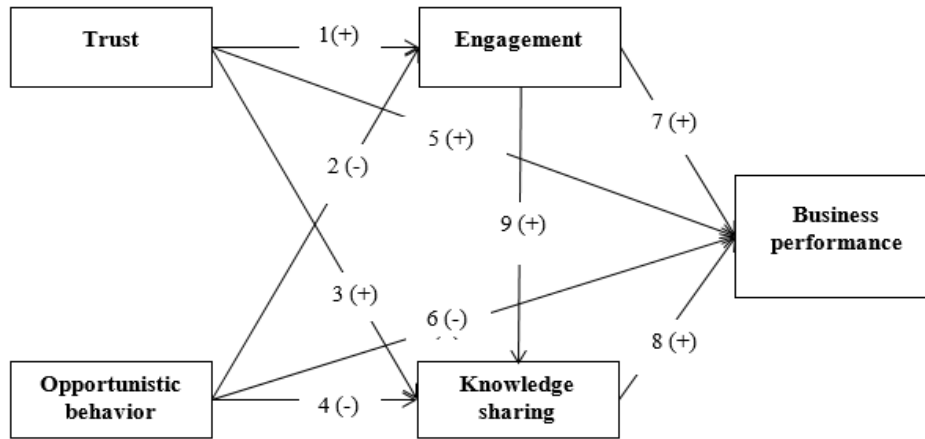 Trust
1(+)
Engagement
7 (+)
5 (+)
2 (-)
9 (+)
Business
performance
3 (+)
6 (-)
8 (+)
Opportunistic
behavior
4 (-)
Knowledge
sharing